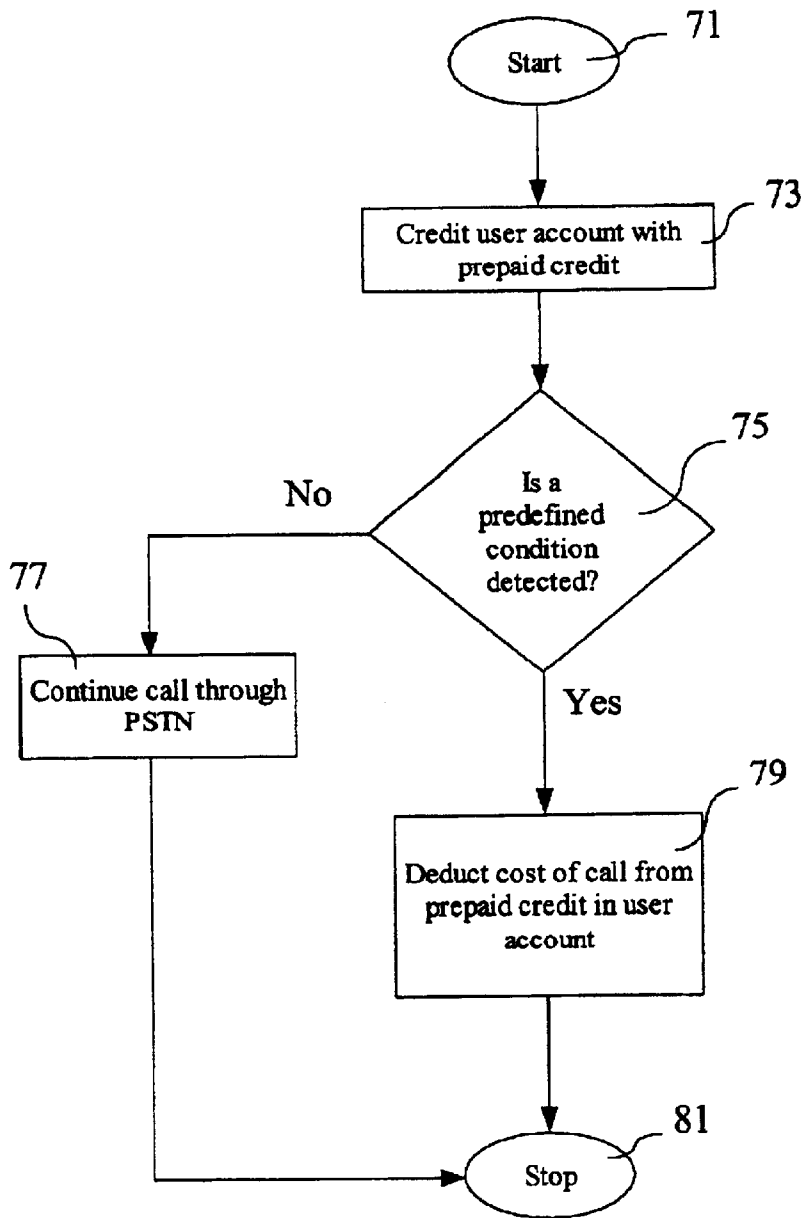 71
Start
73
Credit user account with
prepaid credit
75
Is a
predefined
condition
detected?
No
77
Continue call through
PSTN
Yes
79
Deduct cost of call from
prepaid credit in user
account
81
Stop